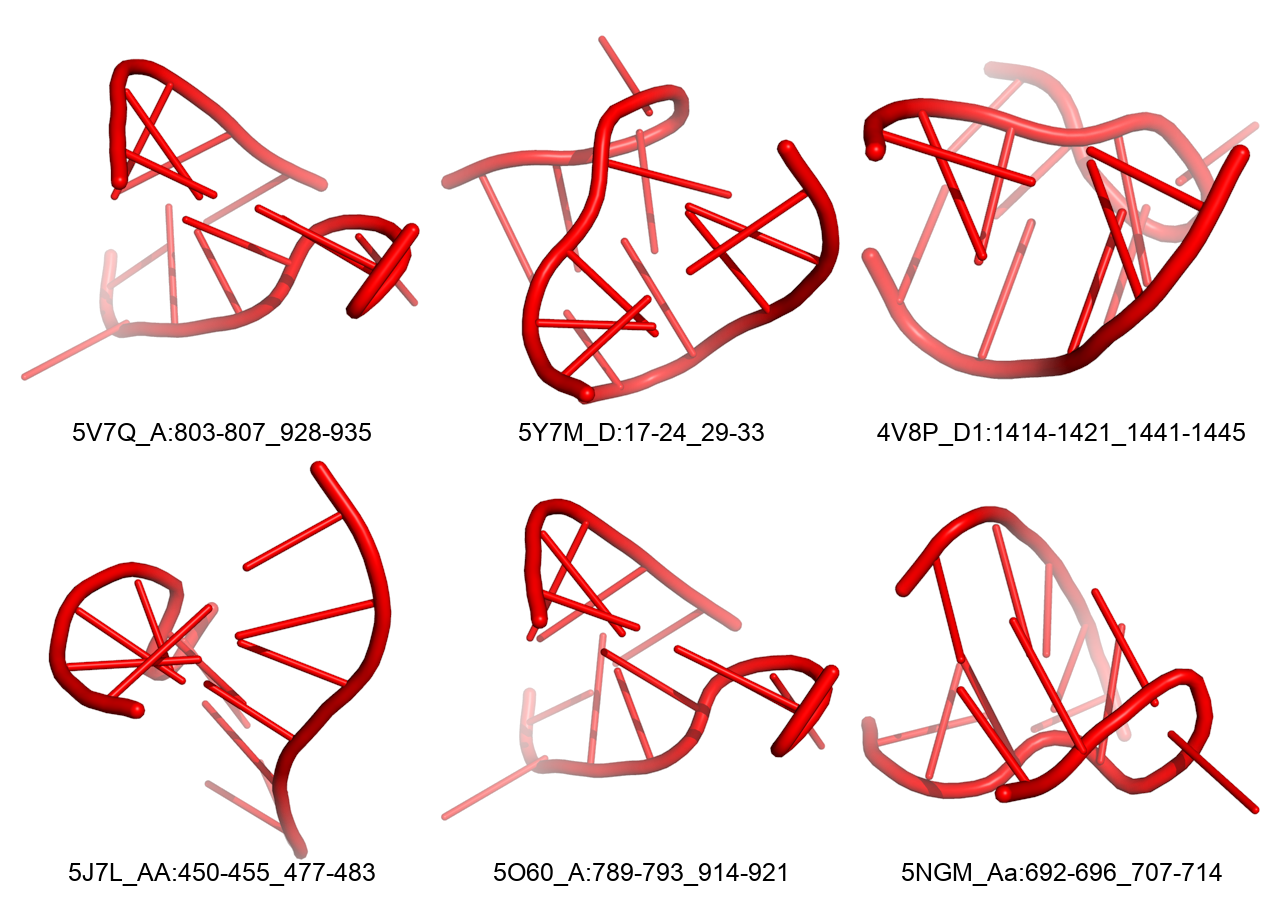 5V7Q_A:803-807_928-935
5Y7M_D:17-24_29-33
4V8P_D1:1414-1421_1441-1445
5J7L_AA:450-455_477-483
5O60_A:789-793_914-921
5NGM_Aa:692-696_707-714